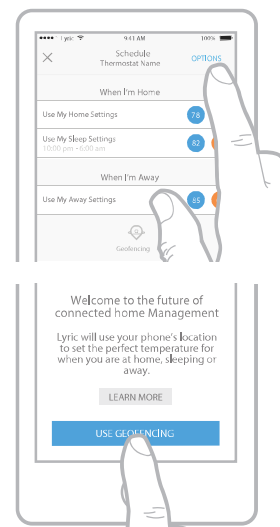 Lyric 9:41 AM 100%
Schedule
Thermostat Name OPTIONS
When I'm Home
Use My Home Settings 78
Use My Sleep Settings 82
10:00 pm - 6:00 am
When I'm Away
Use My Away Settings 85
Geofencing
Welcome to the future of
connected home Management
Lyric will use your phone's location
to set the perfect temperature for
when you are at home, sleeping or
away.
LEARN MORE
USE GEOFENCING